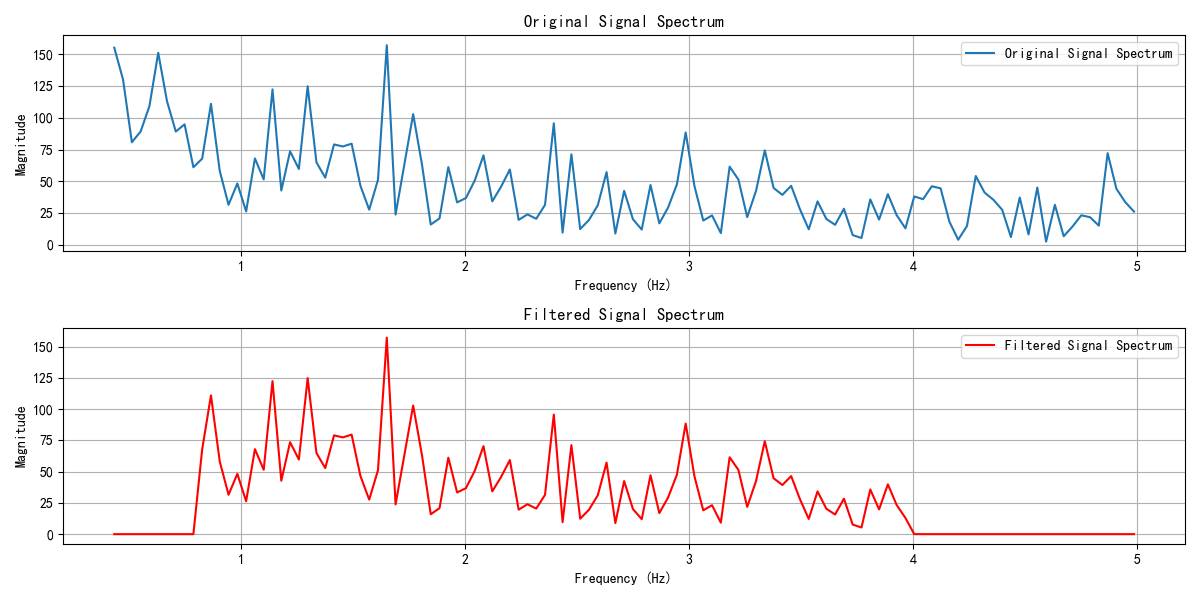 Original Signal Spectrum
Original Signal Spectrum
Magnitude
150
125
100
75
50
25
0
1 2 3 4 5
Frequency (Hz)
Filtered Signal Spectrum
Filtered Signal Spectrum
Magnitude
150
125
100
75
50
25
0
1 2 3 4 5
Frequency (Hz)